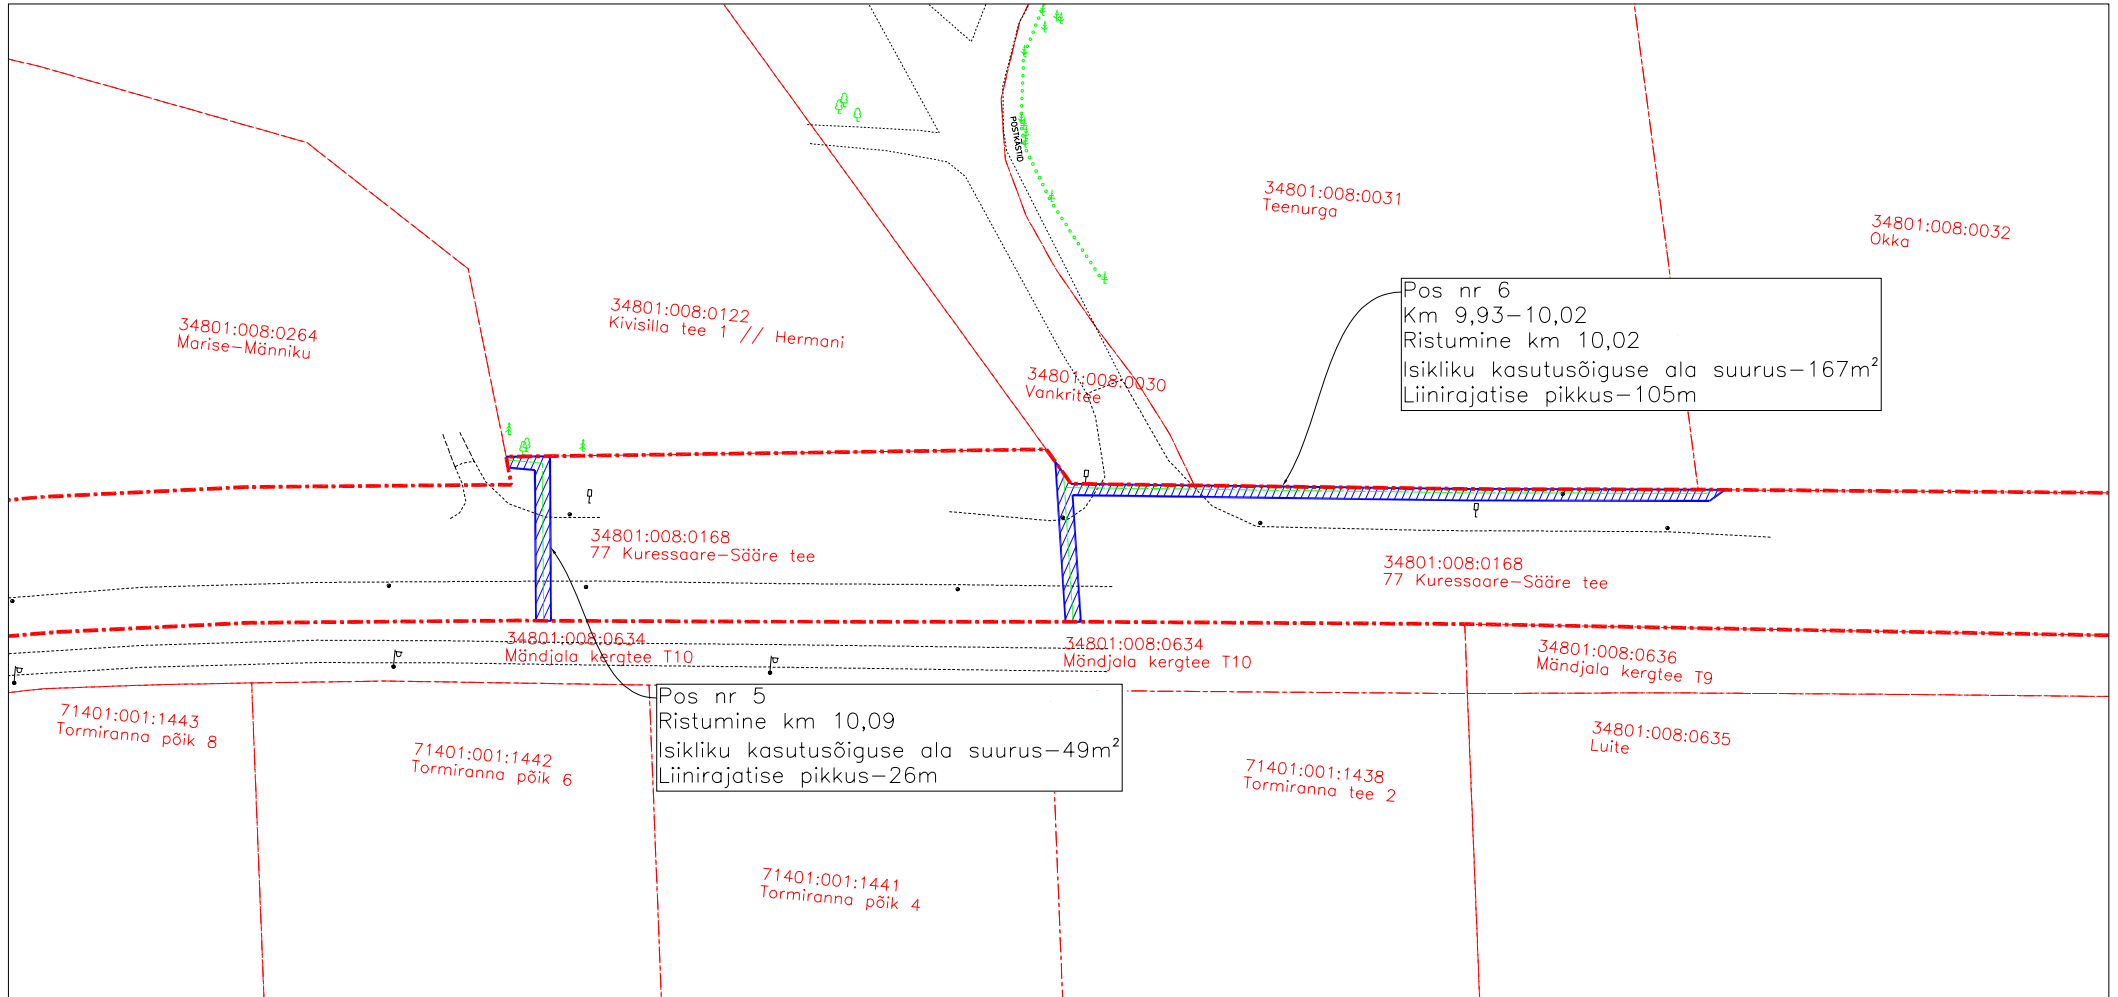 POSTKASTID
34801:008:0031
Teenurga
34801:008:0032
Okka
34801:008:0264
Marise-Männiku
34801:008:0122
Kivisilla tee 1 // Hermani
34801:008:0030
Vankritee
Pos nr 6
Km 9,93-10,02
Ristumine km 10,02
Isikliku kasutusõiguse ala suurus-167m²
Liinirajatise pikkus-105m
34801:008:0168
77 Kuressaare-Sääre tee
34801:008:0168
77 Kuressaare-Sääre tee
34801:008:0634
Mändjala kergtee T10
34801:008:0634
Mändjala kergtee T10
34801:008:0636
Mändjala kergtee T9
Pos nr 5
Ristumine km 10,09
Isikliku kasutusõiguse ala suurus-49m²
Liinirajatise pikkus-26m
71401:001:1443
Tormiranna põik 8
71401:001:1442
Tormiranna põik 6
34801:008:0635
Luite
71401:001:1438
Tormiranna tee 2
71401:001:1441
Tormiranna põik 4